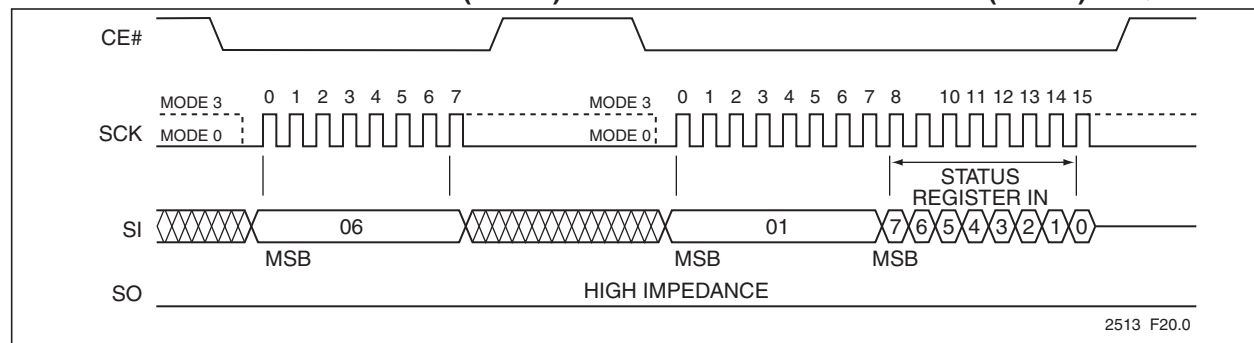 CE#
MODE 3 0 1 2 3 4 5 6 7 MODE 3 0 1 2 3 4 5 6 7 8 10 11 12 13 14 15
SCK MODE 0 MODE 0
STATUS
REGISTER IN
SI 06 01 7 6 5 4 3 2 1 0
MSB MSB MSB
SO HIGH IMPEDANCE
2513 F20.0